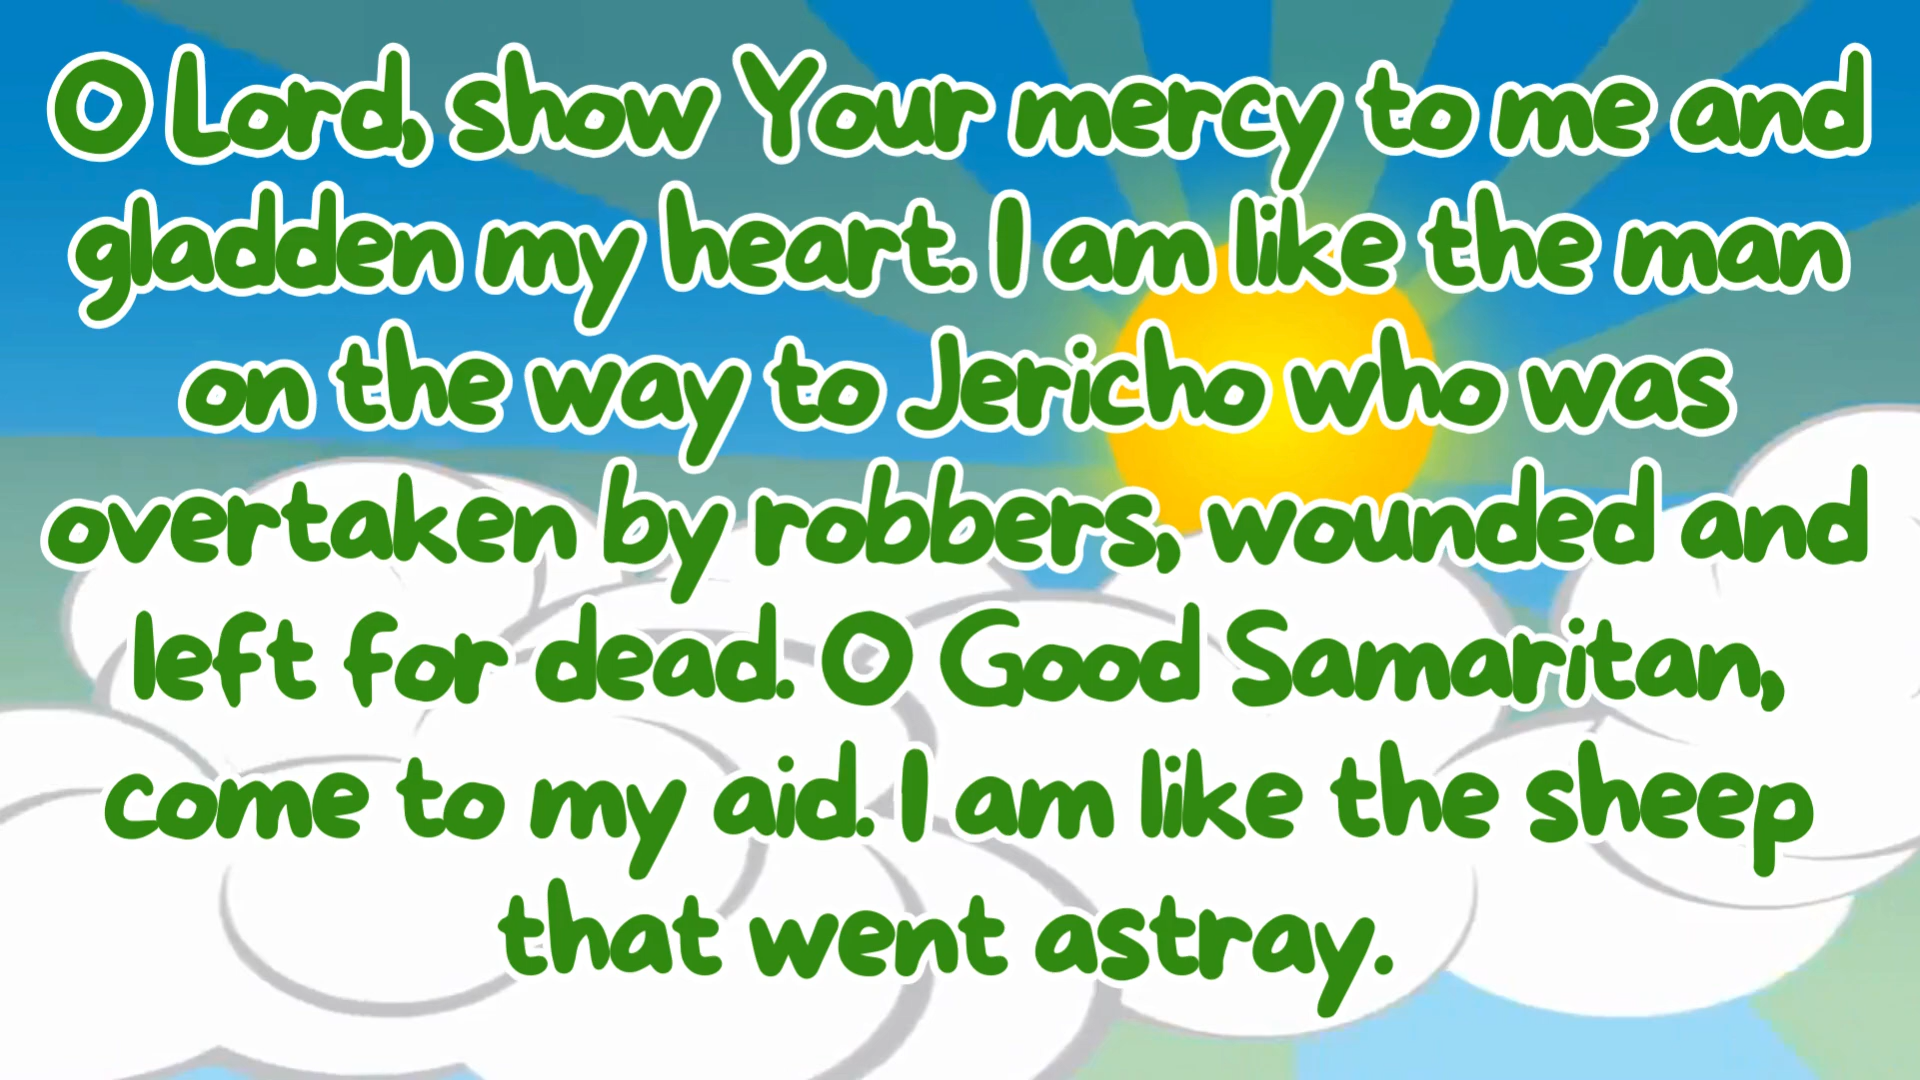 O Lord, show Your mercy to me and
gladden my heart. I am like the man
on the way to Jericho who was
overtaken by robbers, wounded and
left for dead. O Good Samaritan,
come to my aid. I am like the sheep
that went astray.